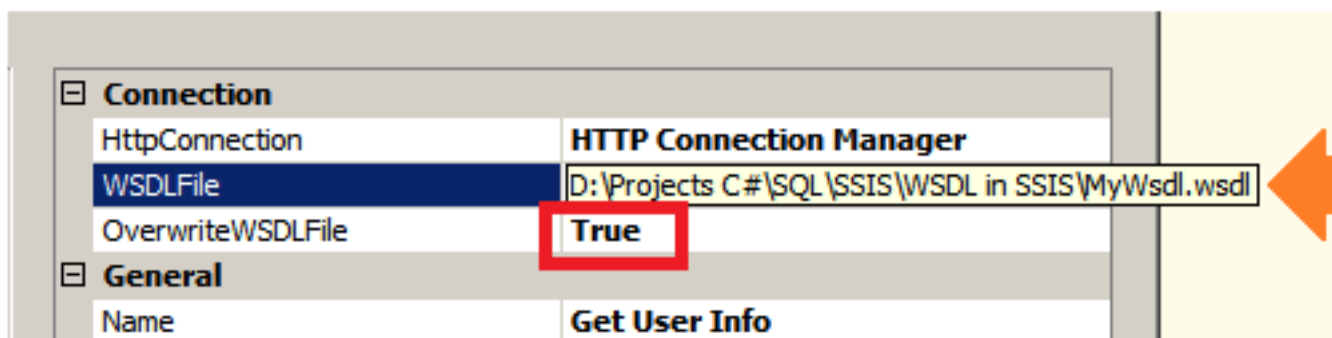 Connection
HttpConnection HTTP Connection Manager
WSDLFile D:\Projects C#\SQL\SSIS\WSDL in SSIS\MyWsdl.wsdl
OverwriteWSDLFile True
General
Name Get User Info